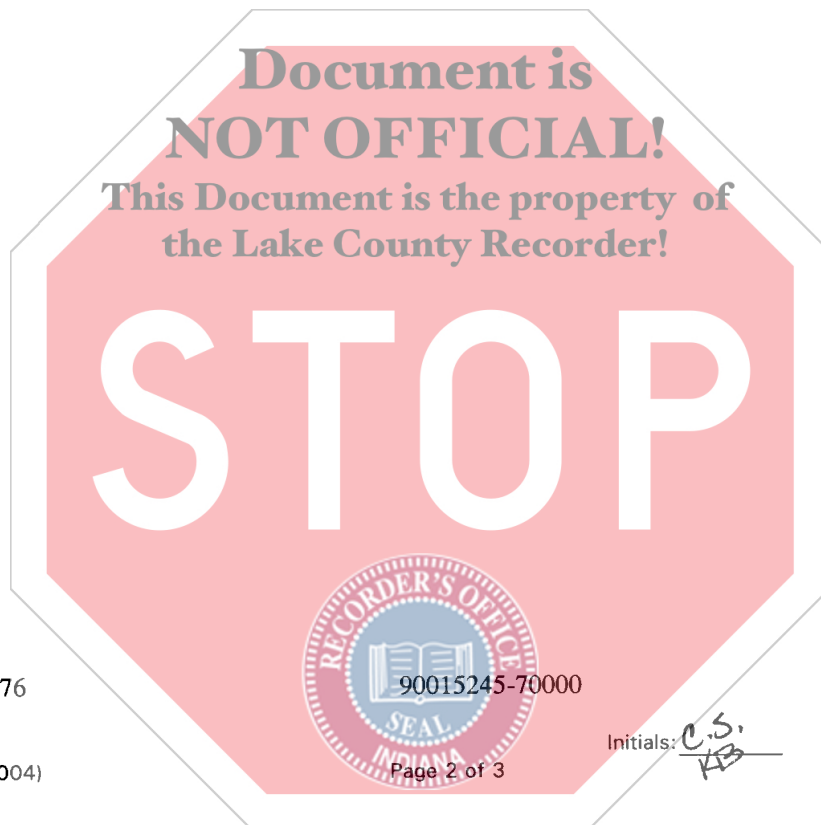 Document is
NOT OFFICIAL!
This Document is the property of
the Lake County Recorder!
STOP
RECORDER'S OFFICE
SEAL
INDIANA
76
90015245-70000
Initials: C.S.
KB
004)
Page 2 of 3